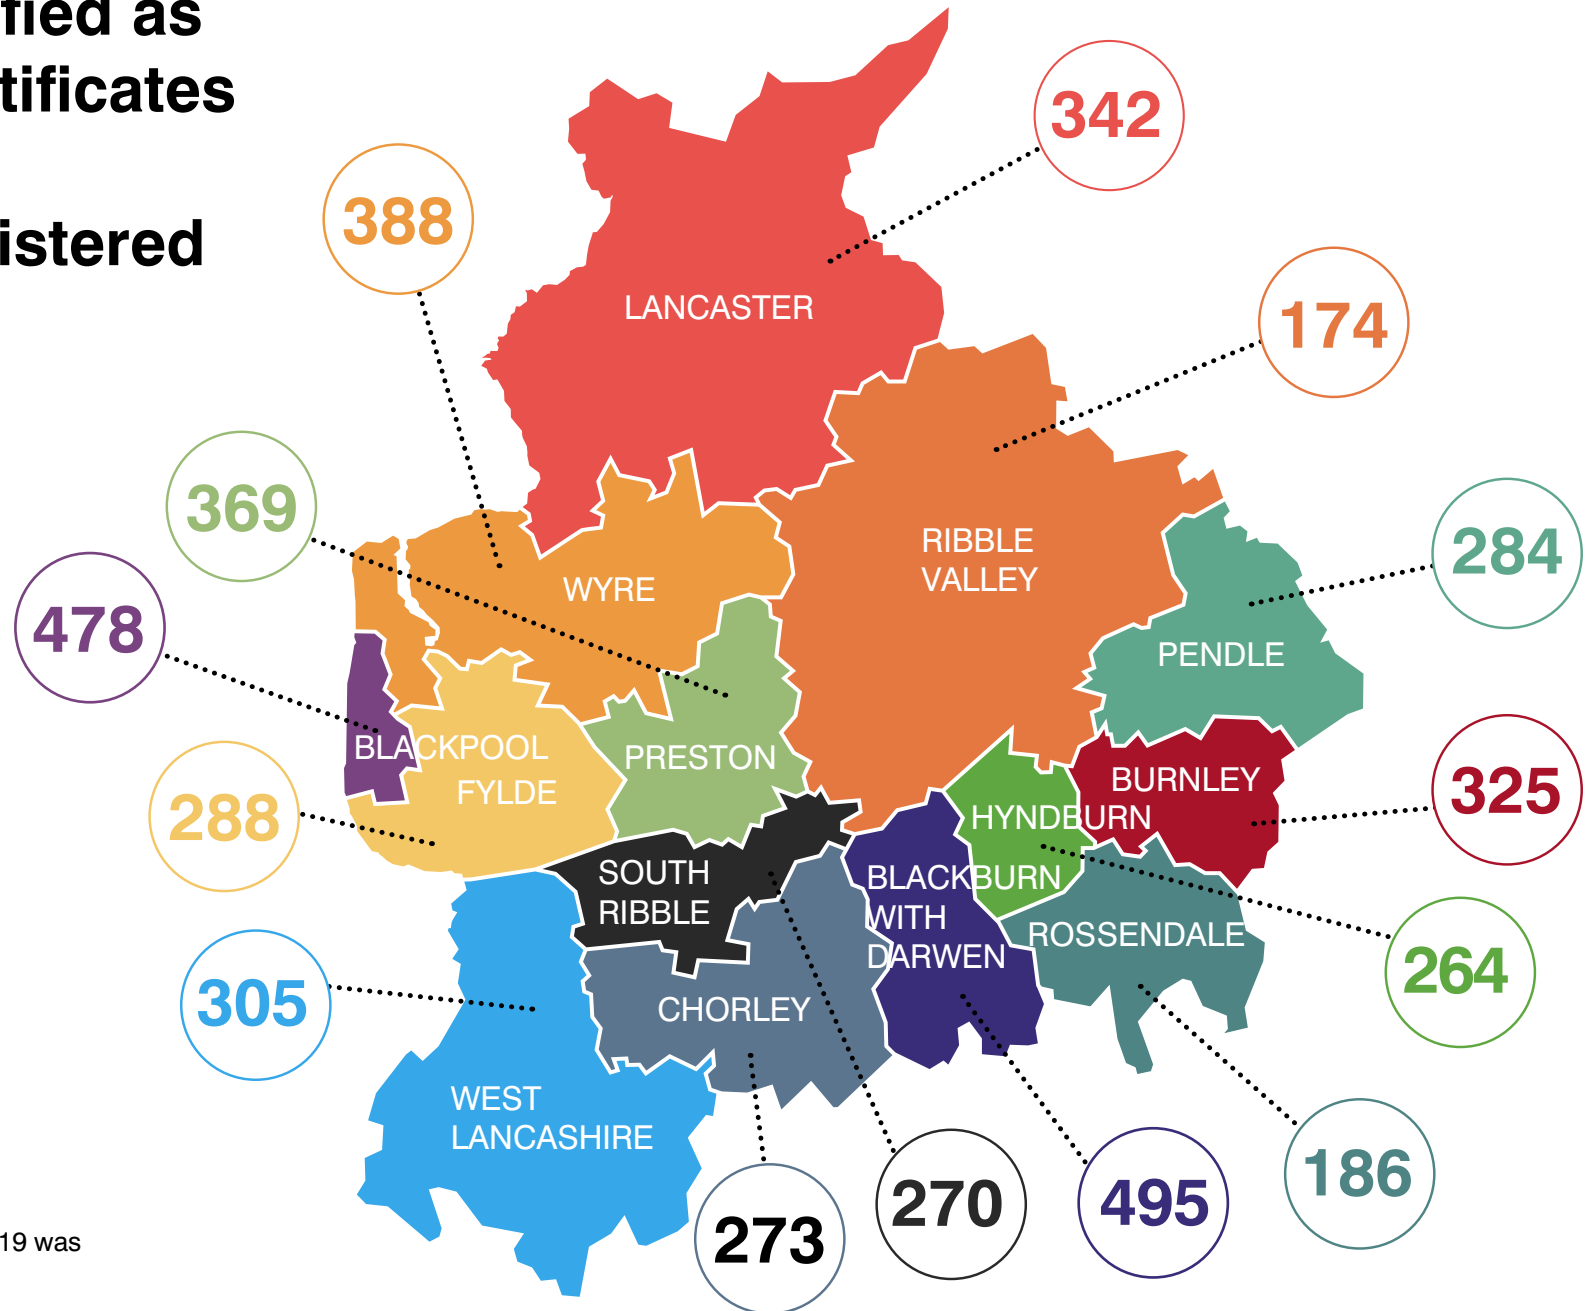 fied as
tificates
istered
342
388
174
LANCASTER
369
284
478
RIBBLE
VALLEY
WYRE
PENDLE
BLACKPOOL
PRESTON
FYLDE
288
BURNLEY
HYNDBURN
325
SOUTH
RIBBLE
BLACKBURN
WITH
DARWEN
ROSSENDALE
264
305
CHORLEY
WEST
LANCASHIRE
186
273
270
495
19 was